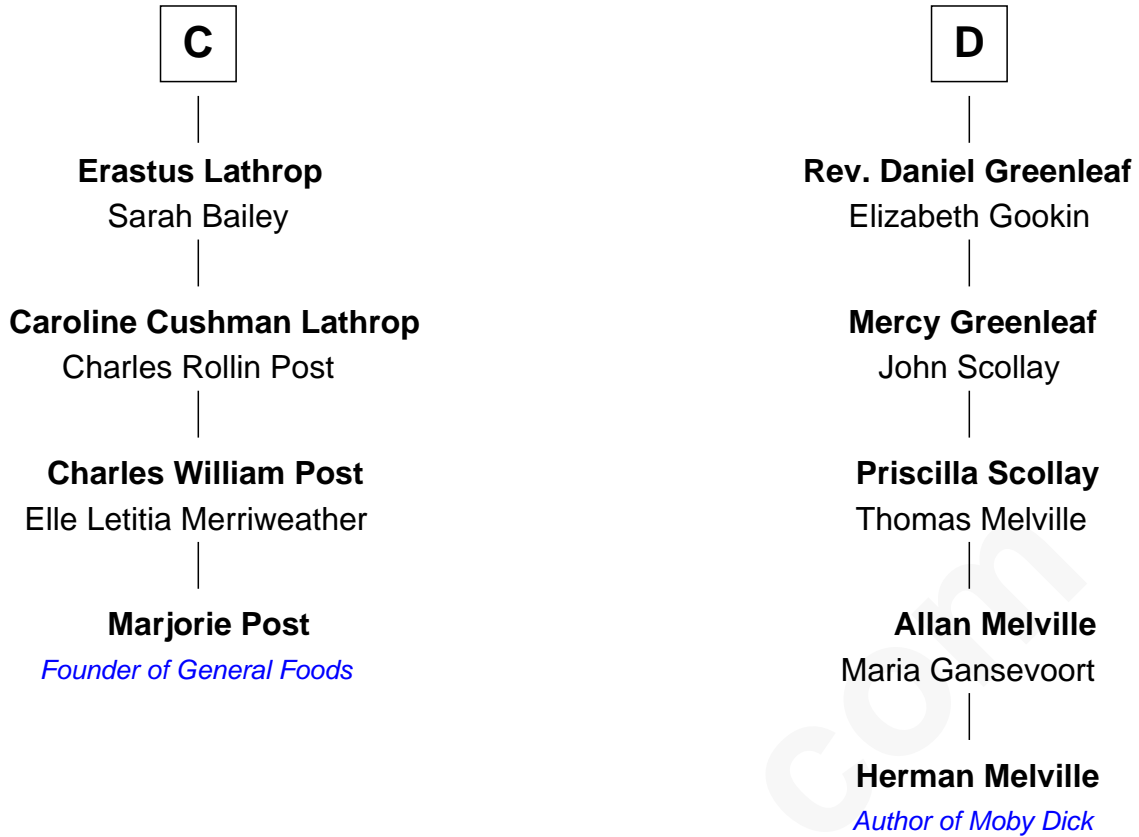 C
Erastus Lathrop
Sarah Bailey
Caroline Cushman Lathrop
Charles Rollin Post
Charles William Post
Elle Letitia Merriweather
Marjorie Post
Founder of General Foods
D
Rev. Daniel Greenleaf
Elizabeth Gookin
Mercy Greenleaf
John Scollay
Priscilla Scollay
Thomas Melville
Allan Melville
Maria Gansevoort
Herman Melville
Author of Moby Dick
com